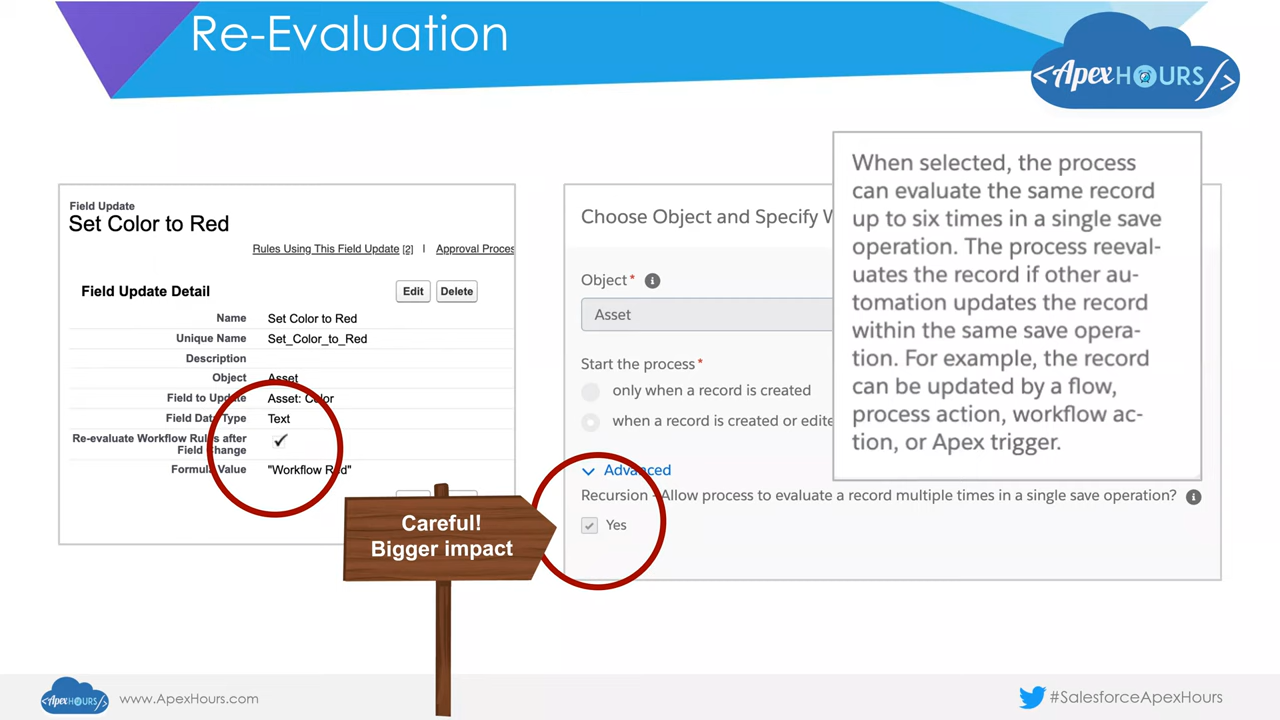 Re-Evaluation
<ApexHOURS/>
Field Update
Set Color to Red
Rules Using This Field Update [2] | Approval Proces
Field Update Detail
Edit Delete
Name Set Color to Red
Unique Name Set_Color_to_Red
Description
Object Asset
Field to Update Asset: Color
Field Data Type Text
Re-evaluate Workflow Rules after
Field Change
Formula Value "Workflow Red"
Careful!
Bigger impact
Choose Object and Specify W
Object*
Asset
Start the process*
only when a record is created
when a record is created or edite
Advanced
Recursion - Allow process to evaluate a record multiple times in a single save operation?
Yes
When selected, the process
can evaluate the same record
up to six times in a single save
operation. The process reeval-
uates the record if other au-
tomation updates the record
within the same save opera-
tion. For example, the record
can be updated by a flow,
process action, workflow ac-
tion, or Apex trigger.
<ApexHOURS/>
www.ApexHours.com
#SalesforceApexHours